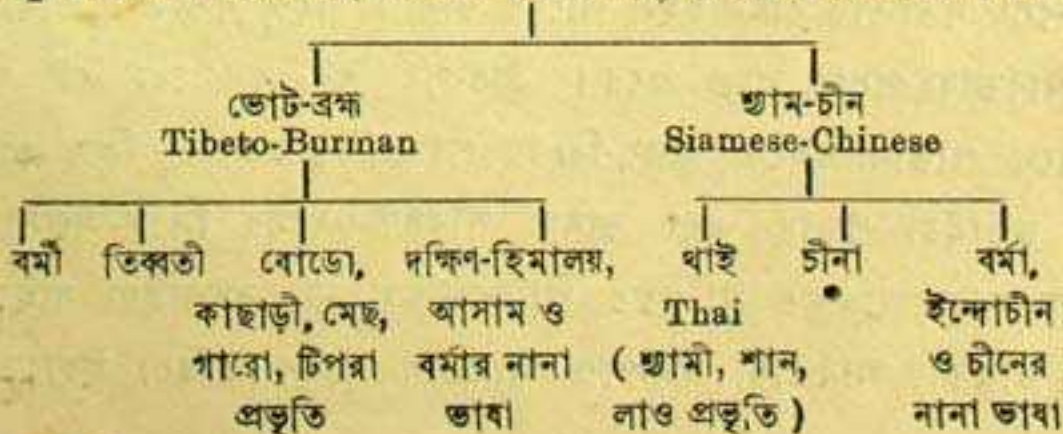 ভোট-ব্রহ্ম শ্যাম-চীন
Tibeto-Burman Siamese-Chinese
বর্মী তিব্বতী বোডো, দক্ষিণ-হিমালয়, থাই চীনা বর্মা,
কাছাড়ী, মেছ, আসাম ও Thai ইন্দোচীন
গারো, টিপরা বর্মার নানা ( শ্যামী, শান, ও চীনের
প্রভৃতি ভাষা লাও প্রভৃতি ) নানা ভাষা